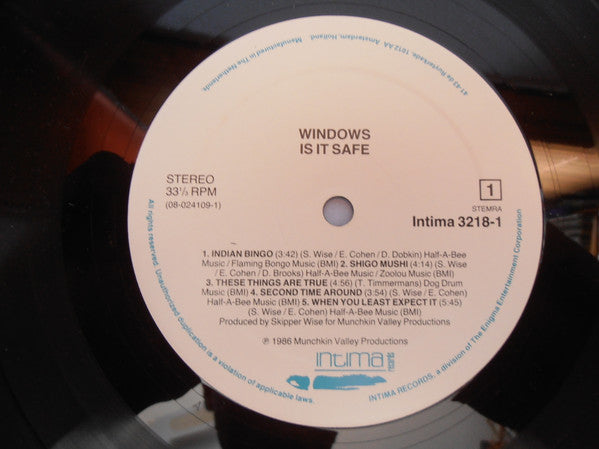 WINDOWS
IS IT SAFE
STEREO
33⅓ RPM
(08-024109-1)
1
STEMRA
Intima 3218-1
1. INDIAN BINGO (3:42) (S. Wise / E. Cohen / D. Dobkin) Half-A-Bee
Music / Flaming Bongo Music (BMI) 2. SHIGO MUSHI (4:14) (S. Wise
/ E. Cohen / D. Brooks) Half-A-Bee Music / Zoolou Music (BMI)
3. THESE THINGS ARE TRUE (4:56) (T. Timmermans) Dog Drum
Music (BMI) 4. SECOND TIME AROUND (3:54) (S. Wise / E. Cohen)
Half-A-Bee Music (BMI) 5. WHEN YOU LEAST EXPECT IT (5:45)
(S. Wise / E. Cohen) Half-A-Bee Music (BMI)
Produced by Skipper Wise for Munchkin Valley Productions
℗ 1986 Munchkin Valley Productions
intima
All rights reserved. Unauthorized duplication is a violation of applicable laws.
INTIMA RECORDS, a division of The Enigma Entertainment Corporation
41-43 de Ruyterkade, 1012 AA Amsterdam, Holland. Manufactured in The Netherlands.